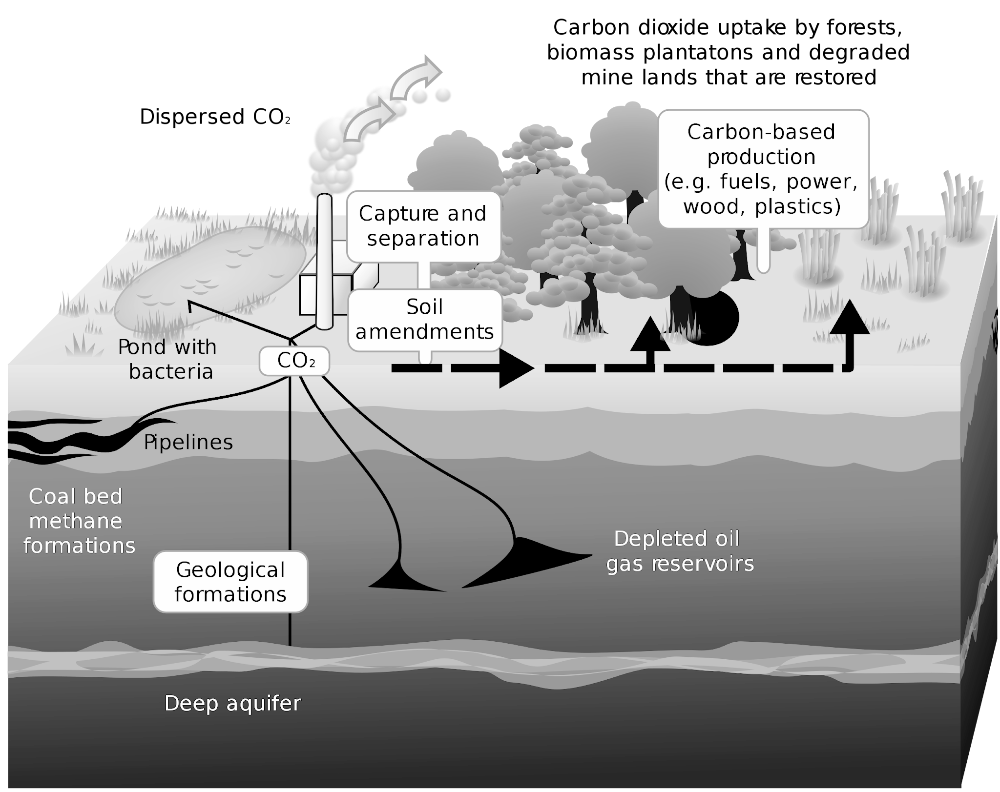 Carbon dioxide uptake by forests,
biomass plantatons and degraded
mine lands that are restored
Dispersed CO₂
Carbon-based
production
(e.g. fuels, power,
wood, plastics)
Capture and
separation
Soil
amendments
Pond with
bacteria
CO₂
Pipelines
Coal bed
methane
formations
Geological
formations
Depleted oil
gas reservoirs
Deep aquifer